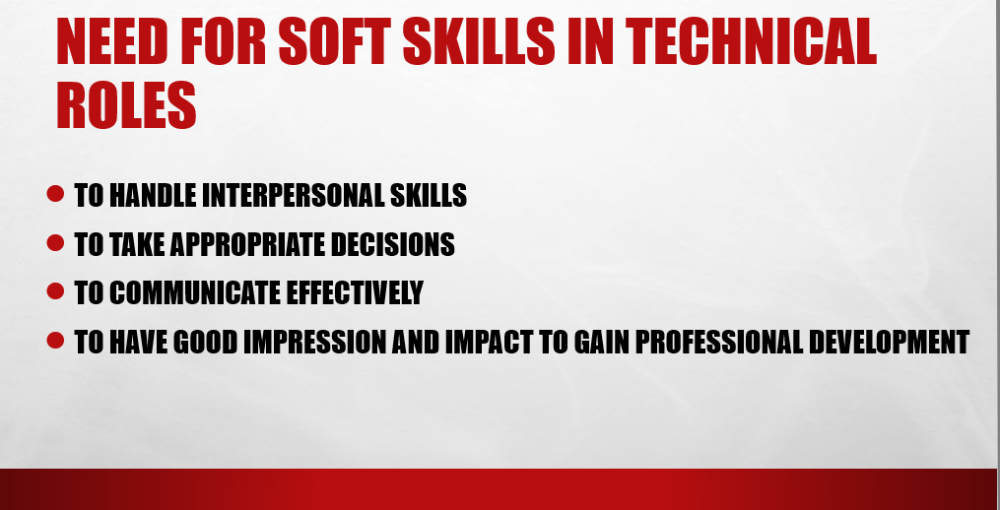 NEED FOR SOFT SKILLS IN TECHNICAL
ROLES
TO HANDLE INTERPERSONAL SKILLS
TO TAKE APPROPRIATE DECISIONS
TO COMMUNICATE EFFECTIVELY
TO HAVE GOOD IMPRESSION AND IMPACT TO GAIN PROFESSIONAL DEVELOPMENT